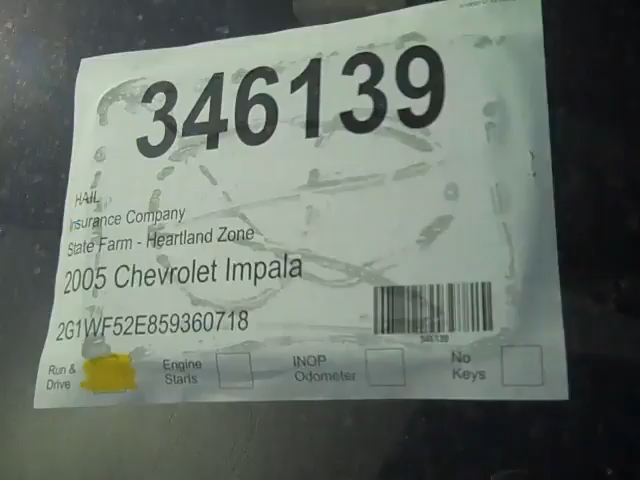 346139
HAIL
Insurance Company
State Farm - Heartland Zone
2005 Chevrolet Impala
2G1WF52E859360718
Run & Drive
Engine Starts
INOP Odometer
No Keys